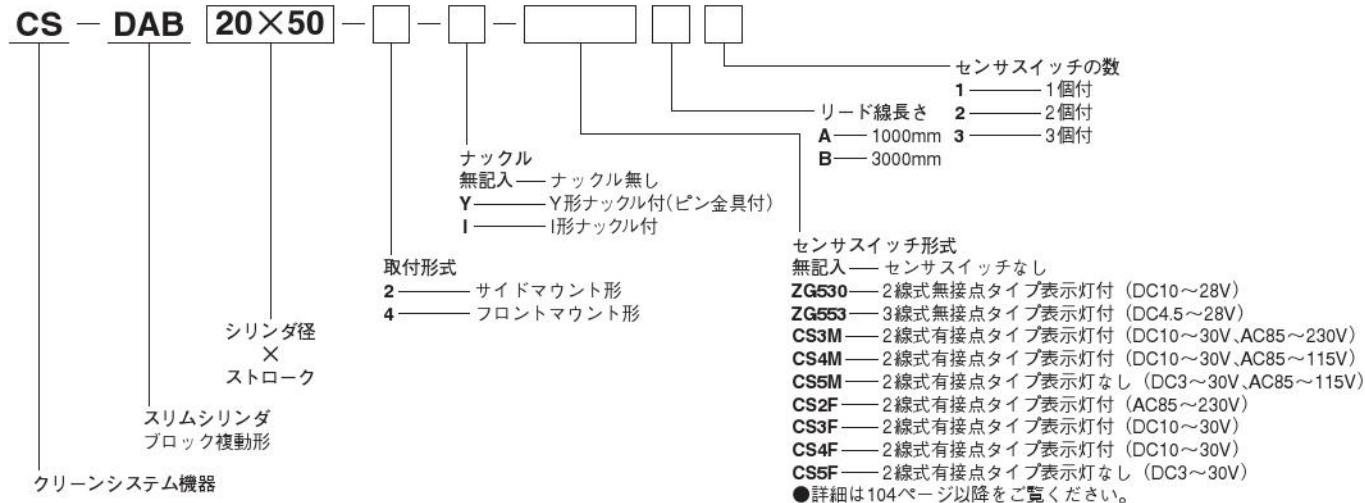 CS－DAB 20×50－□－□－□ □ □
センサスイッチの数
1 1個付
2 2個付
3 3個付
リード線長さ
A 1000mm
B 3000mm
ナックル
無記入 ナックル無し
Y Y形ナックル付(ピン金具付)
I I形ナックル付
センサスイッチ形式
無記入 センサスイッチなし
ZG530 2線式無接点タイプ表示灯付（DC10～28V）
ZG553 3線式無接点タイプ表示灯付（DC4.5～28V）
CS3M 2線式有接点タイプ表示灯付（DC10～30V、AC85～230V）
CS4M 2線式有接点タイプ表示灯付（DC10～30V、AC85～115V）
CS5M 2線式有接点タイプ表示灯なし（DC3～30V、AC85～115V）
CS2F 2線式有接点タイプ表示灯付（AC85～230V）
CS3F 2線式有接点タイプ表示灯付（DC10～30V）
CS4F 2線式有接点タイプ表示灯付（DC10～30V）
CS5F 2線式有接点タイプ表示灯なし（DC3～30V）
●詳細は104ページ以降をご覧ください。
取付形式
2 サイドマウント形
4 フロントマウント形
シリンダ径
×
ストローク
スリムシリンダ
ブロック複動形
クリーンシステム機器